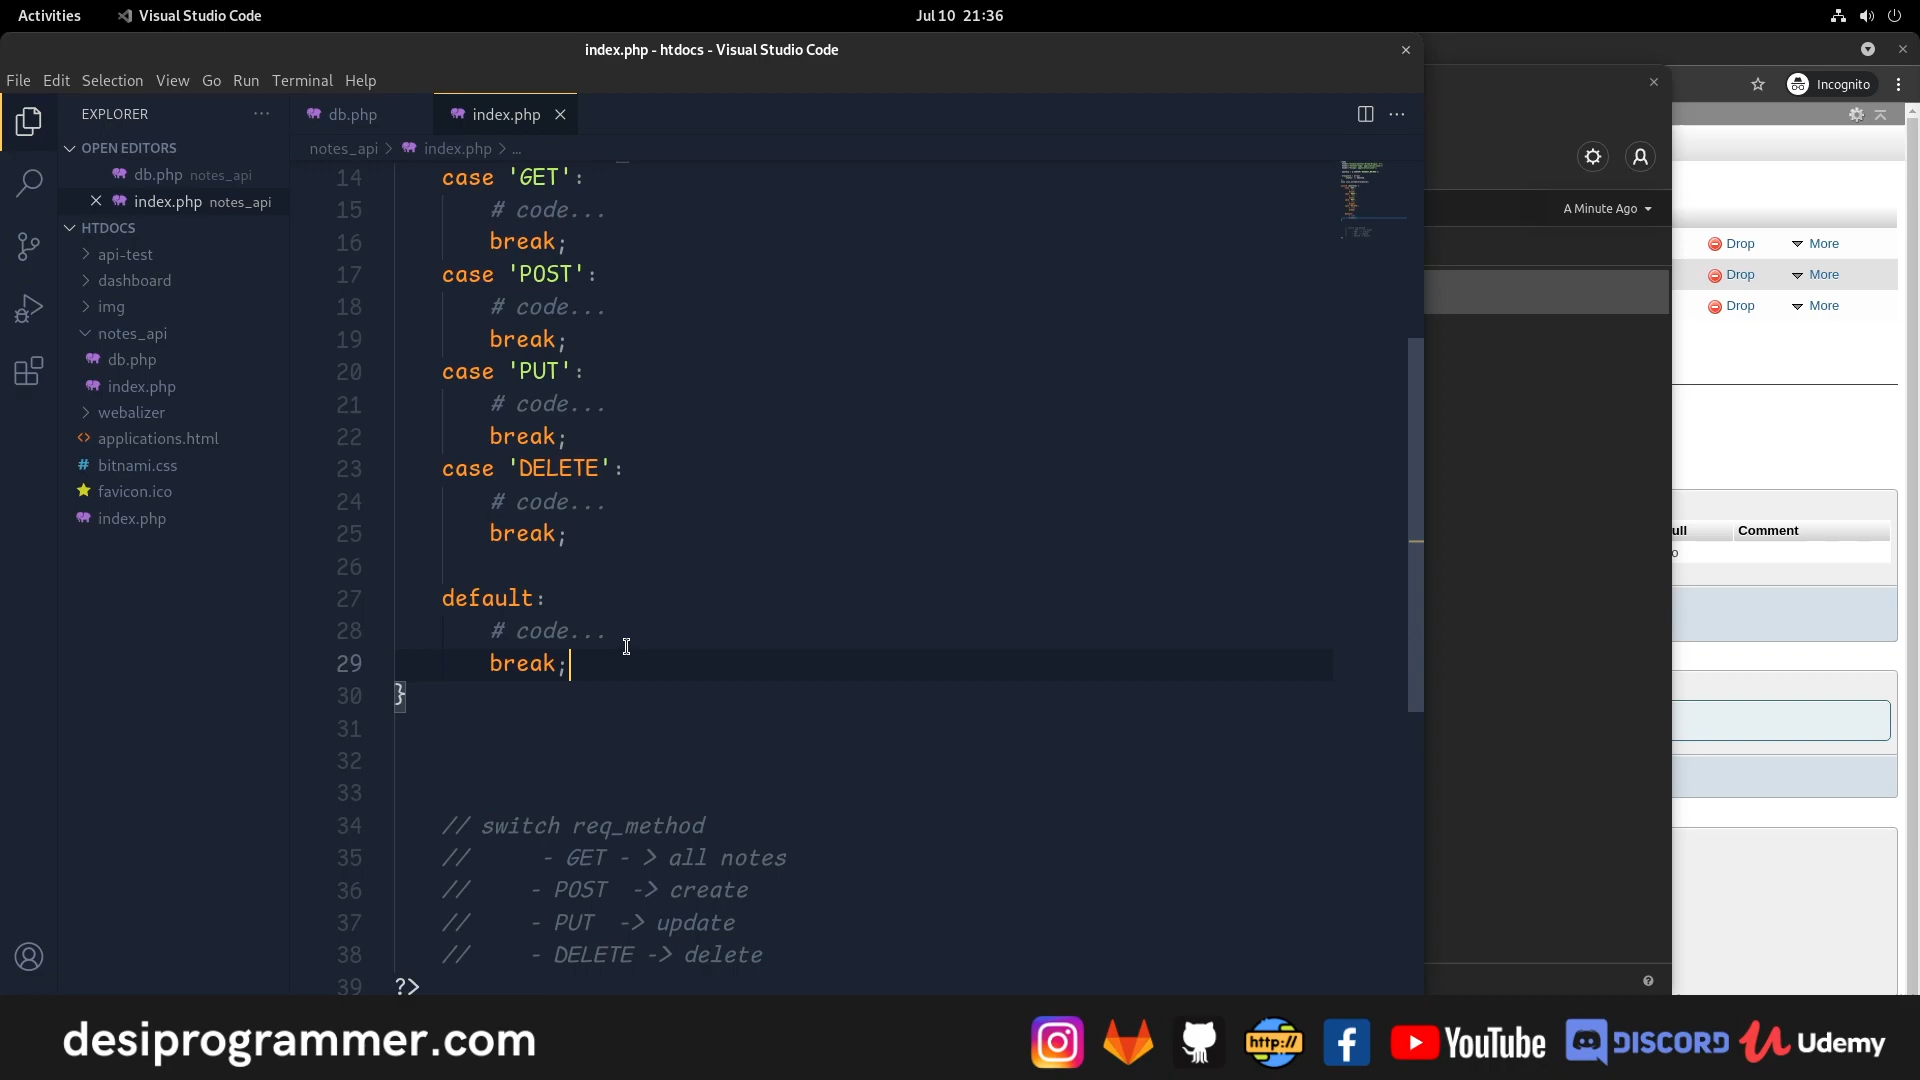 Activities
Visual Studio Code
Jul 10 21:36
index.php - htdocs - Visual Studio Code
File Edit Selection View Go Run Terminal Help
Incognito
EXPLORER
db.php
index.php
OPEN EDITORS
db.php notes_api
index.php notes_api
HTDOCS
api-test
dashboard
img
notes_api
db.php
index.php
webalizer
applications.html
bitnami.css
favicon.ico
index.php
notes_api > index.php > ...
14 case 'GET':
15 # code...
16 break;
17 case 'POST':
18 # code...
19 break;
20 case 'PUT':
21 # code...
22 break;
23 case 'DELETE':
24 # code...
25 break;
26
27 default:
28 # code...
29 break;
30 }
31
32
33
34 // switch req_method
35 // - GET - > all notes
36 // - POST -> create
37 // - PUT -> update
38 // - DELETE -> delete
39 ?>
A Minute Ago
Drop More
Drop More
Drop More
ull Comment
o
desiprogrammer.com
http://
YouTube
DISCORD
Udemy